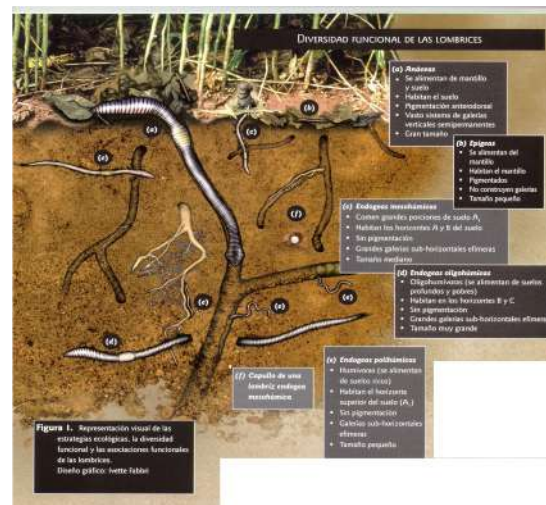 DIVERSIDAD FUNCIONAL DE LAS LOMBRICES
(a) Anécicas
• Se alimentan de mantillo
y suelo
• Habitan el suelo
• Pigmentación anterodorsal
• Vasto sistema de galerías
verticales semipermanentes
• Gran tamaño
(b) Epigeas
• Se alimentan del
mantillo
• Habitan el mantillo
• Pigmentados
• No construyen galerías
• Tamaño pequeño
(c) Endogeas mesohúmicas
• Comen grandes porciones de suelo A1
• Habitan los horizontes A y B del suelo
• Sin pigmentación
• Grandes galerías sub-horizontales efímeras
• Tamaño mediano
(d) Endogeas oligohúmicas
• Oligohumívoros (se alimentan de suelos
profundos y pobres)
• Habitan en los horizontes B y C
• Sin pigmentación
• Grandes galerías sub-horizontales efímeras
• Tamaño muy grande
(e) Endogeas polihúmicas
• Humívoros (se alimentan
de suelos ricos)
• Habitan el horizonte
superior del suelo (A1)
• Sin pigmentación
• Galerías sub-horizontales
efímeras
• Tamaño pequeño
(f) Capullo de una
lombriz endogea
mesohúmica
(b)
(a)
(c)
(e)
(f)
(c)
(e)
(e)
(d)
Figura 1. Representación visual de las
estrategias ecológicas, la diversidad
funcional y las asociaciones funcionales
de las lombrices.
Diseño gráfico: Ivette Fabbri